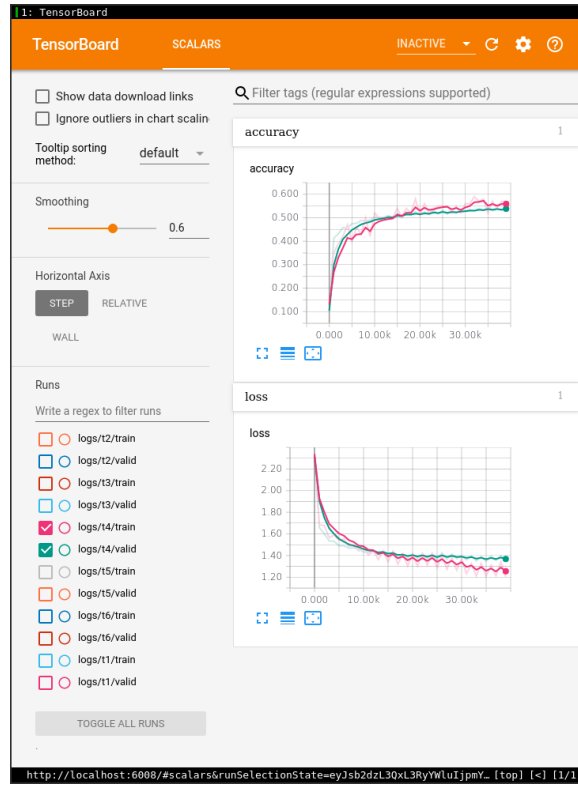 1: TensorBoard
TensorBoard SCALARS INACTIVE
Show data download links
Ignore outliers in chart scalin
Tooltip sorting
method: default
Smoothing
0.6
Horizontal Axis
STEP RELATIVE
WALL
Runs
Write a regex to filter runs
logs/t2/train
logs/t2/valid
logs/t3/train
logs/t3/valid
logs/t4/train
logs/t4/valid
logs/t5/train
logs/t5/valid
logs/t6/train
logs/t6/valid
logs/t1/train
logs/t1/valid
TOGGLE ALL RUNS
.
Filter tags (regular expressions supported)
accuracy 1
accuracy
0.600
0.500
0.400
0.300
0.200
0.100
0.000 10.00k 20.00k 30.00k
loss 1
loss
2.20
2.00
1.80
1.60
1.40
1.20
0.000 10.00k 20.00k 30.00k
http://localhost:6008/#scalars&runSelectionState=eyJsb2dzL3QxL3RyYWluIjpmY… [top] [<] [1/1